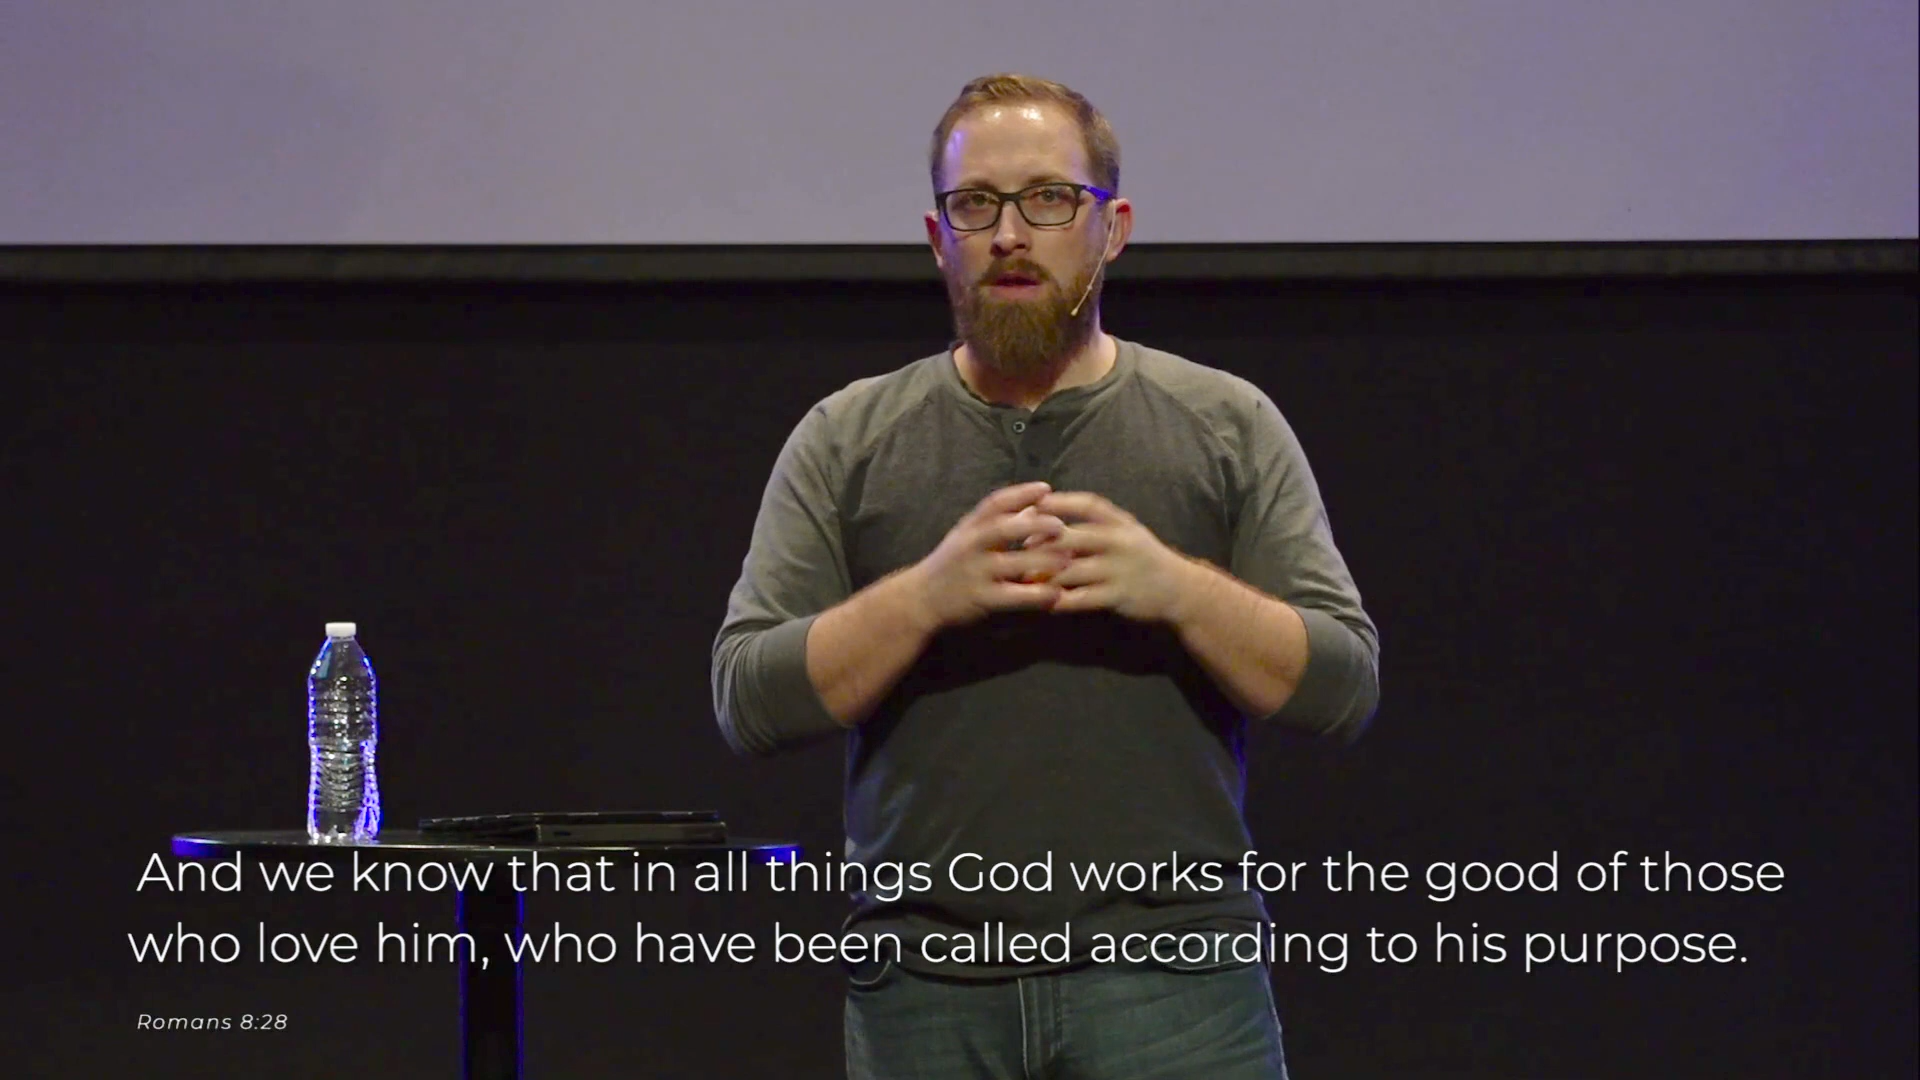 And we know that in all things God works for the good of those
who love him, who have been called according to his purpose.
Romans 8:28